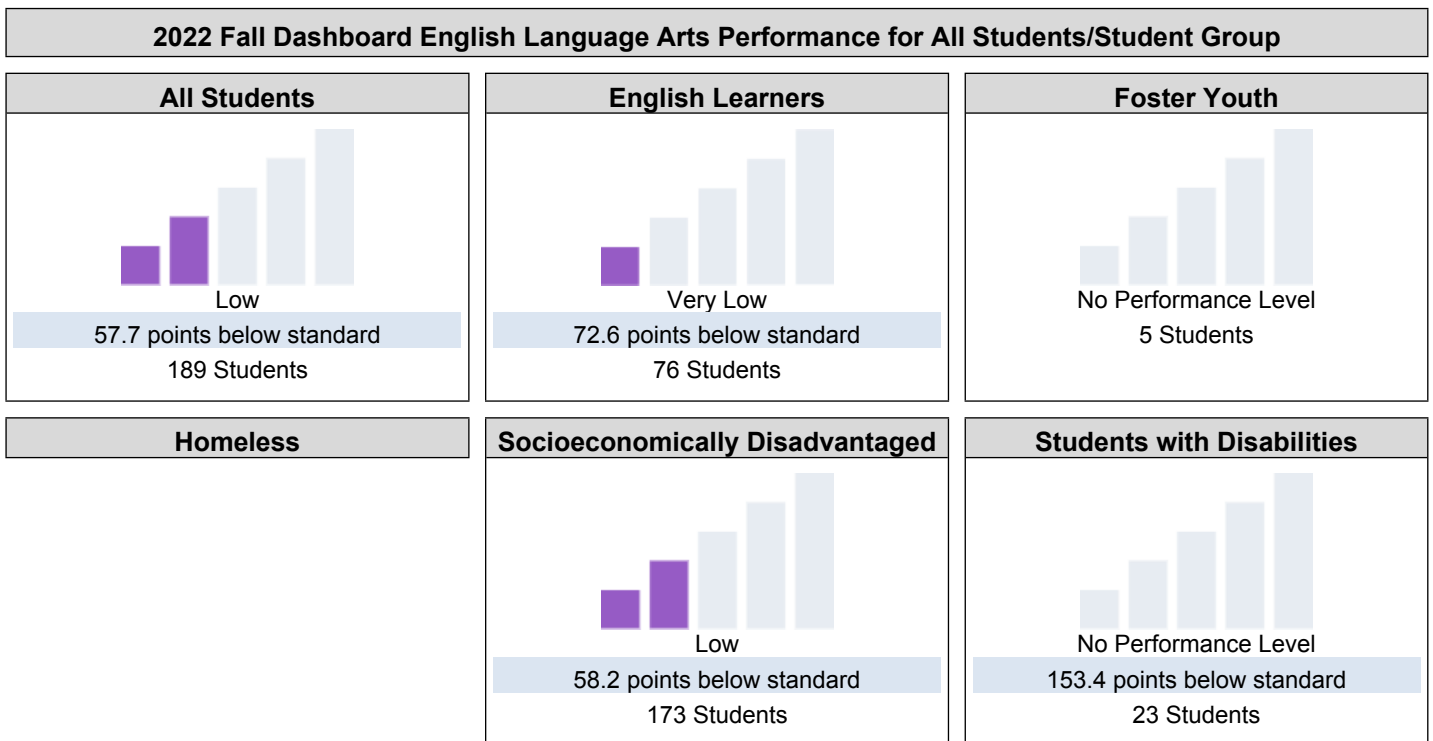 2022 Fall Dashboard English Language Arts Performance for All Students/Student Group
All Students
Low
57.7 points below standard
189 Students
English Learners
Very Low
72.6 points below standard
76 Students
Foster Youth
No Performance Level
5 Students
Homeless
Socioeconomically Disadvantaged
Low
58.2 points below standard
173 Students
Students with Disabilities
No Performance Level
153.4 points below standard
23 Students